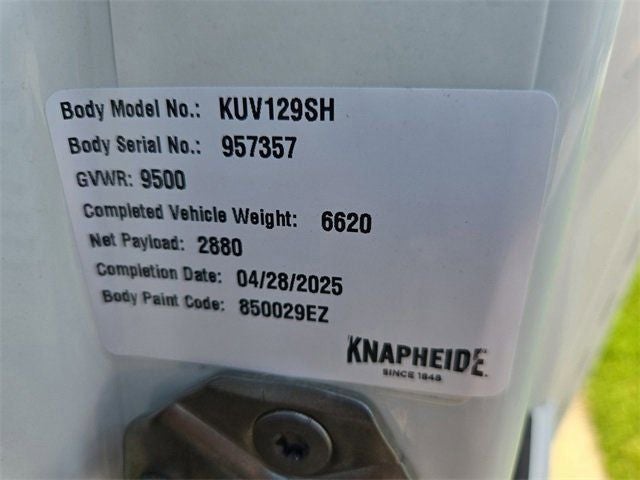 Body Model No.: KUV129SH
Body Serial No.: 957357
GVWR: 9500
Completed Vehicle Weight: 6620
Net Payload: 2880
Completion Date: 04/28/2025
Body Paint Code: 850029EZ
KNAPHEIDE
SINCE 1848